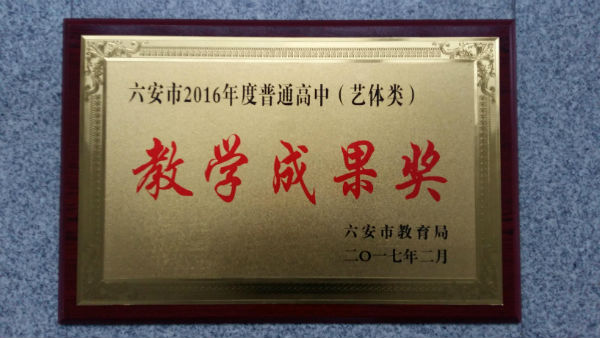 六安市2016年度普通高中（艺体类）
教学成果奖
六安市教育局
二〇一七年二月